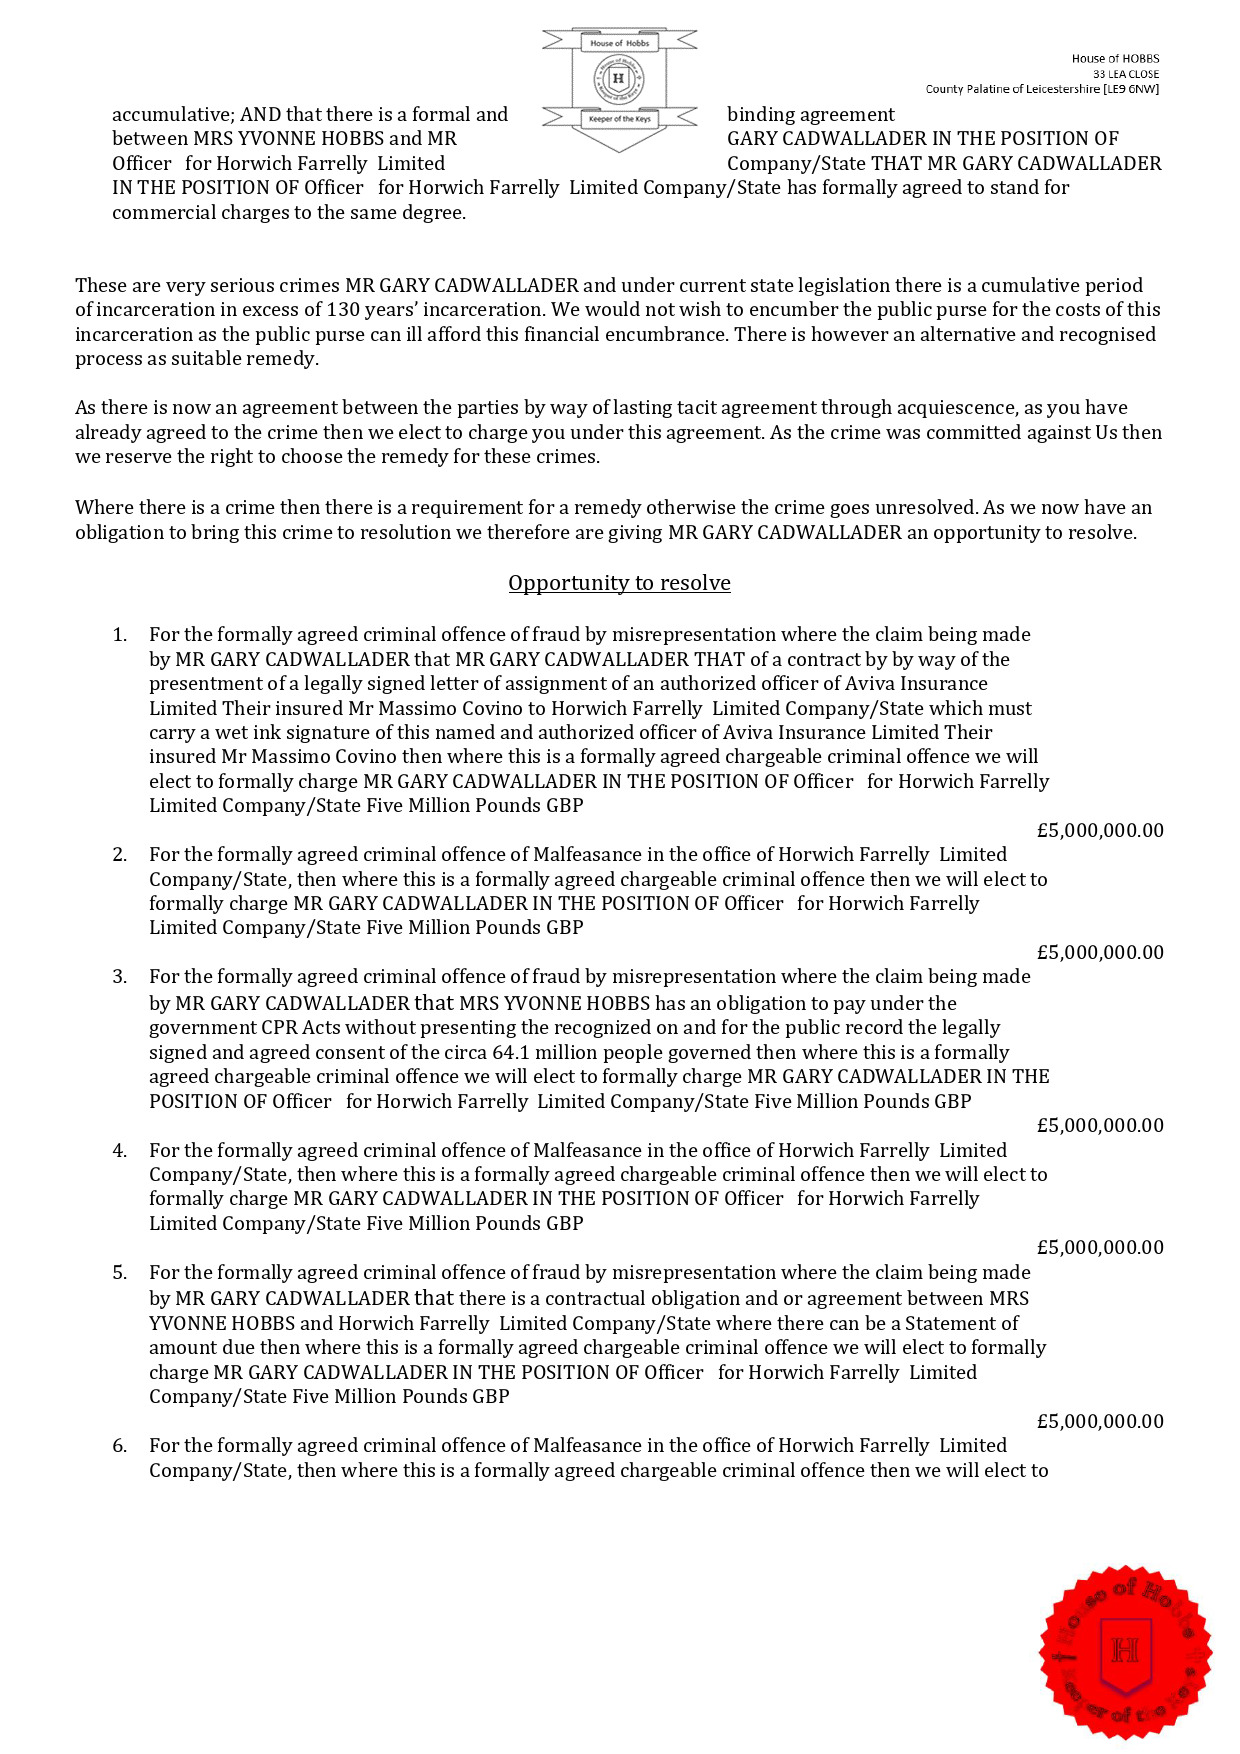 House of Hobbs
House of Hobbs
H
Keeper of the Keys
House of HOBBS
33 LEA CLOSE
County Palatine of Leicestershire [LE9 6NW]
accumulative; AND that there is a formal and binding agreement
between MRS YVONNE HOBBS and MR GARY CADWALLADER IN THE POSITION OF
Officer for Horwich Farrelly Limited Company/State THAT MR GARY CADWALLADER
IN THE POSITION OF Officer for Horwich Farrelly Limited Company/State has formally agreed to stand for
commercial charges to the same degree.
These are very serious crimes MR GARY CADWALLADER and under current state legislation there is a cumulative period
of incarceration in excess of 130 years’ incarceration. We would not wish to encumber the public purse for the costs of this
incarceration as the public purse can ill afford this financial encumbrance. There is however an alternative and recognised
process as suitable remedy.
As there is now an agreement between the parties by way of lasting tacit agreement through acquiescence, as you have
already agreed to the crime then we elect to charge you under this agreement. As the crime was committed against Us then
we reserve the right to choose the remedy for these crimes.
Where there is a crime then there is a requirement for a remedy otherwise the crime goes unresolved. As we now have an
obligation to bring this crime to resolution we therefore are giving MR GARY CADWALLADER an opportunity to resolve.
Opportunity to resolve
1. For the formally agreed criminal offence of fraud by misrepresentation where the claim being made
by MR GARY CADWALLADER that MR GARY CADWALLADER THAT of a contract by by way of the
presentment of a legally signed letter of assignment of an authorized officer of Aviva Insurance
Limited Their insured Mr Massimo Covino to Horwich Farrelly Limited Company/State which must
carry a wet ink signature of this named and authorized officer of Aviva Insurance Limited Their
insured Mr Massimo Covino then where this is a formally agreed chargeable criminal offence we will
elect to formally charge MR GARY CADWALLADER IN THE POSITION OF Officer for Horwich Farrelly
Limited Company/State Five Million Pounds GBP
£5,000,000.00
2. For the formally agreed criminal offence of Malfeasance in the office of Horwich Farrelly Limited
Company/State, then where this is a formally agreed chargeable criminal offence then we will elect to
formally charge MR GARY CADWALLADER IN THE POSITION OF Officer for Horwich Farrelly
Limited Company/State Five Million Pounds GBP
£5,000,000.00
3. For the formally agreed criminal offence of fraud by misrepresentation where the claim being made
by MR GARY CADWALLADER that MRS YVONNE HOBBS has an obligation to pay under the
government CPR Acts without presenting the recognized on and for the public record the legally
signed and agreed consent of the circa 64.1 million people governed then where this is a formally
agreed chargeable criminal offence we will elect to formally charge MR GARY CADWALLADER IN THE
POSITION OF Officer for Horwich Farrelly Limited Company/State Five Million Pounds GBP
£5,000,000.00
4. For the formally agreed criminal offence of Malfeasance in the office of Horwich Farrelly Limited
Company/State, then where this is a formally agreed chargeable criminal offence then we will elect to
formally charge MR GARY CADWALLADER IN THE POSITION OF Officer for Horwich Farrelly
Limited Company/State Five Million Pounds GBP
£5,000,000.00
5. For the formally agreed criminal offence of fraud by misrepresentation where the claim being made
by MR GARY CADWALLADER that there is a contractual obligation and or agreement between MRS
YVONNE HOBBS and Horwich Farrelly Limited Company/State where there can be a Statement of
amount due then where this is a formally agreed chargeable criminal offence we will elect to formally
charge MR GARY CADWALLADER IN THE POSITION OF Officer for Horwich Farrelly Limited
Company/State Five Million Pounds GBP
£5,000,000.00
6. For the formally agreed criminal offence of Malfeasance in the office of Horwich Farrelly Limited
Company/State, then where this is a formally agreed chargeable criminal offence then we will elect to
House of Hobbs
H
Keeper of the Keys